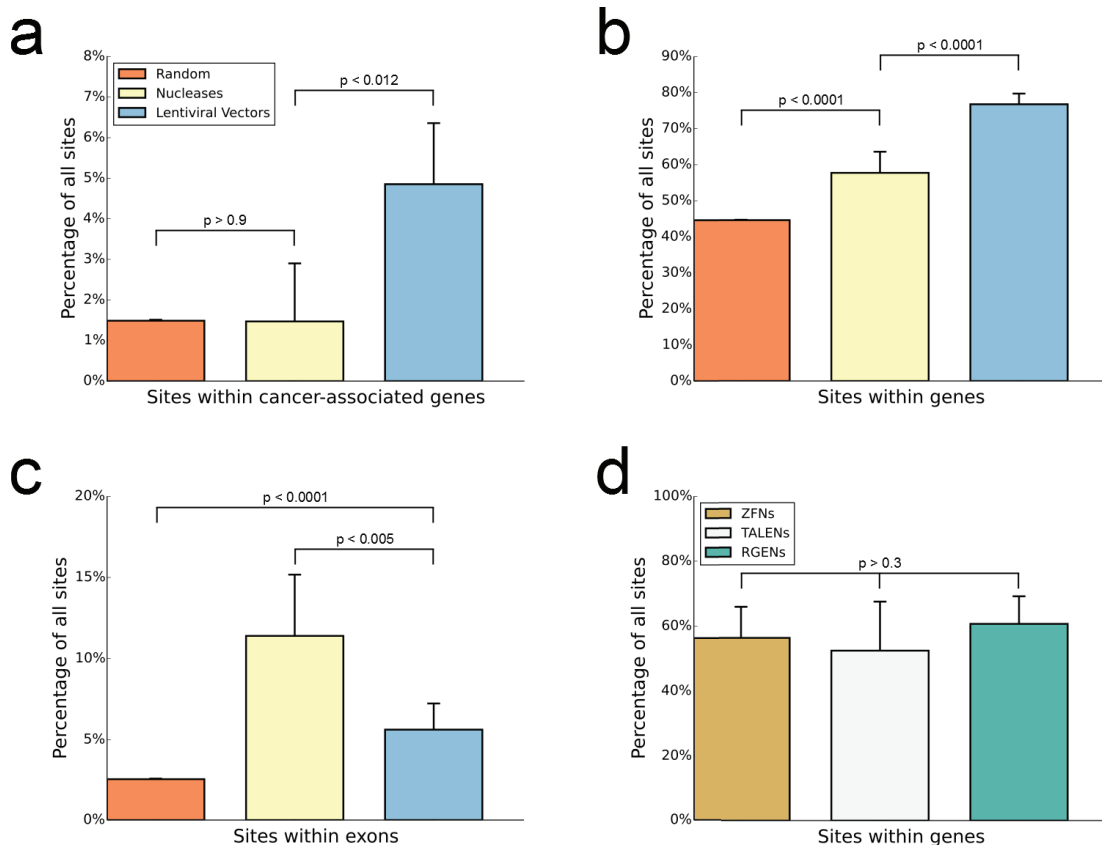 a
8%
7%
6%
5%
4%
3%
2%
1%
0%
Percentage of all sites
Random
Nucleases
Lentiviral Vectors
p < 0.012
p > 0.9
Sites within cancer-associated genes
b
90%
80%
70%
60%
50%
40%
30%
20%
10%
0%
Percentage of all sites
p < 0.0001
p < 0.0001
Sites within genes
c
20%
15%
10%
5%
0%
Percentage of all sites
p < 0.0001
p < 0.005
Sites within exons
d
100%
80%
60%
40%
20%
0%
Percentage of all sites
ZFNs
TALENs
RGENs
p > 0.3
Sites within genes